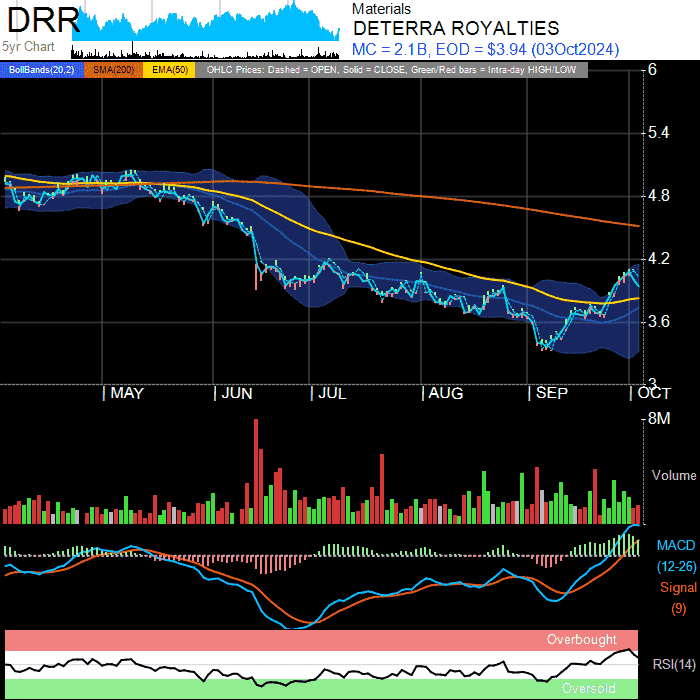 DRR
5yr Chart
Materials
DETERRA ROYALTIES
MC = 2.1B, EOD = $3.94 (03Oct2024)
BollBands(20,2) SMA(200) EMA(50) OHLC Prices: Dashed = OPEN, Solid = CLOSE, Green/Red bars = Intra-day HIGH/LOW
6
5.4
4.8
4.2
3.6
3
MAY JUN JUL AUG SEP OCT
8M
Volume
MACD
(12-26)
Signal
(9)
Overbought
RSI(14)
Oversold